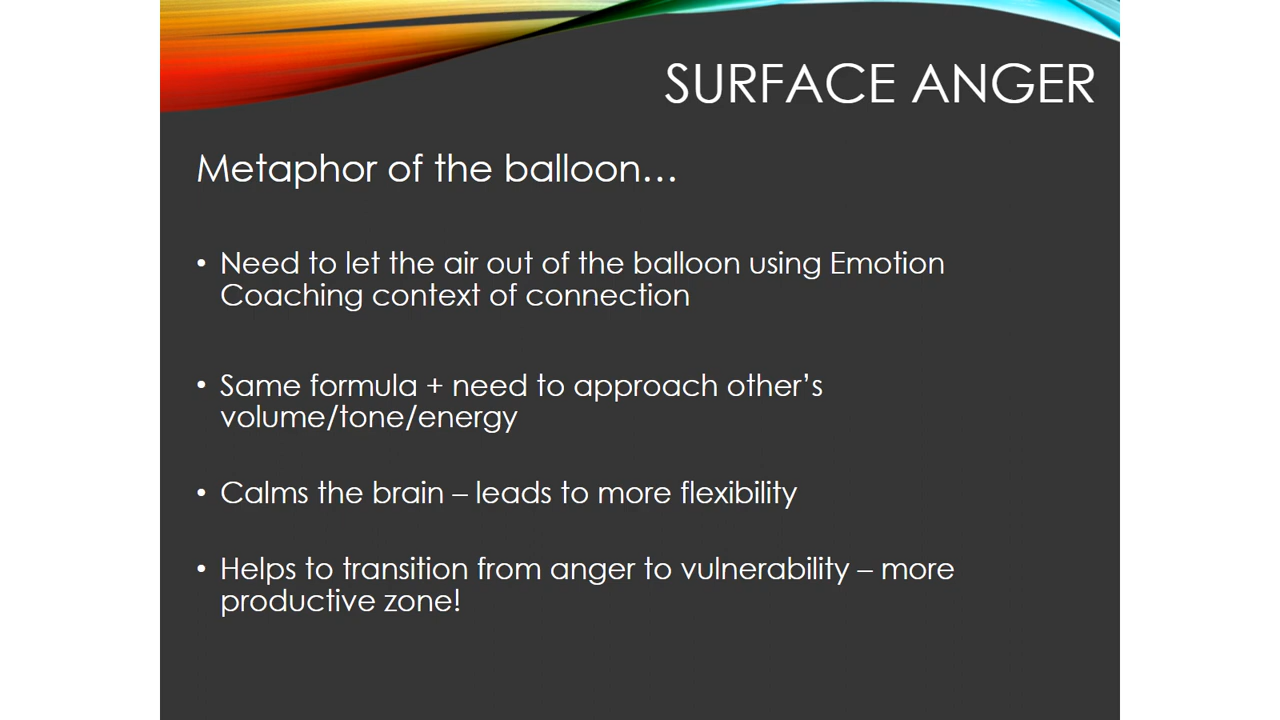 SURFACE ANGER
Metaphor of the balloon…
• Need to let the air out of the balloon using Emotion
Coaching context of connection
• Same formula + need to approach other’s
volume/tone/energy
• Calms the brain – leads to more flexibility
• Helps to transition from anger to vulnerability – more
productive zone!